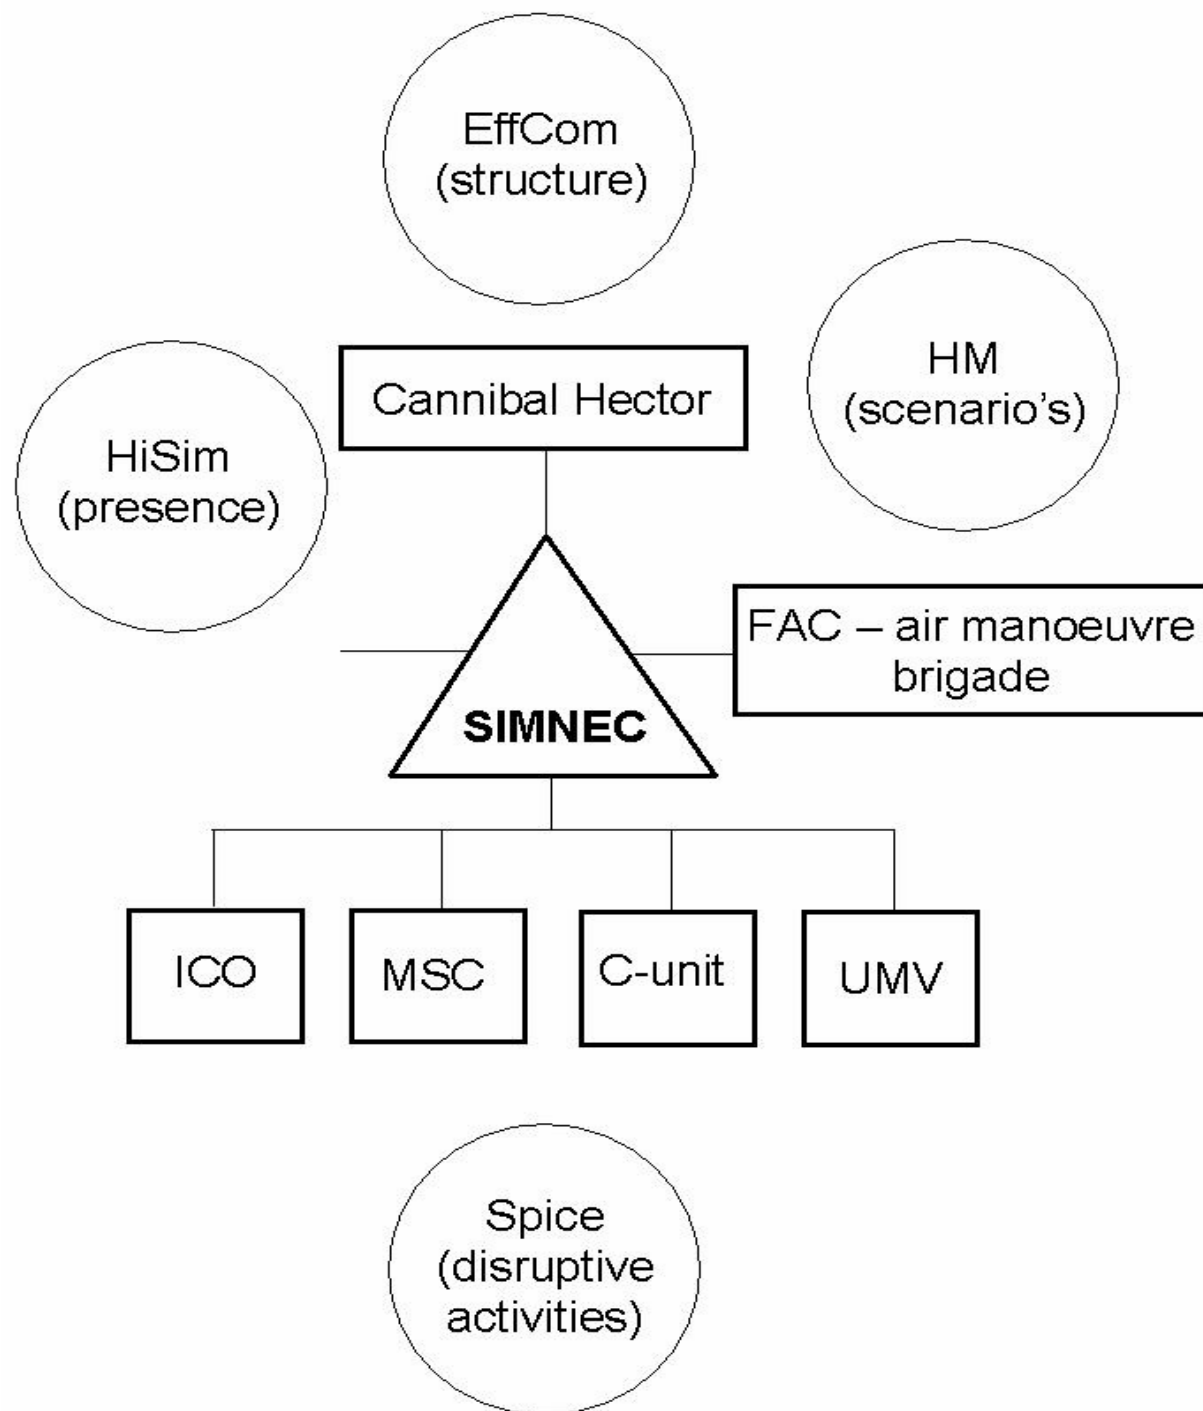 EffCom
(structure)
HM
(scenario's)
Cannibal Hector
HiSim
(presence)
FAC – air manoeuvre
brigade
SIMNEC
ICO
MSC
C-unit
UMV
Spice
(disruptive
activities)